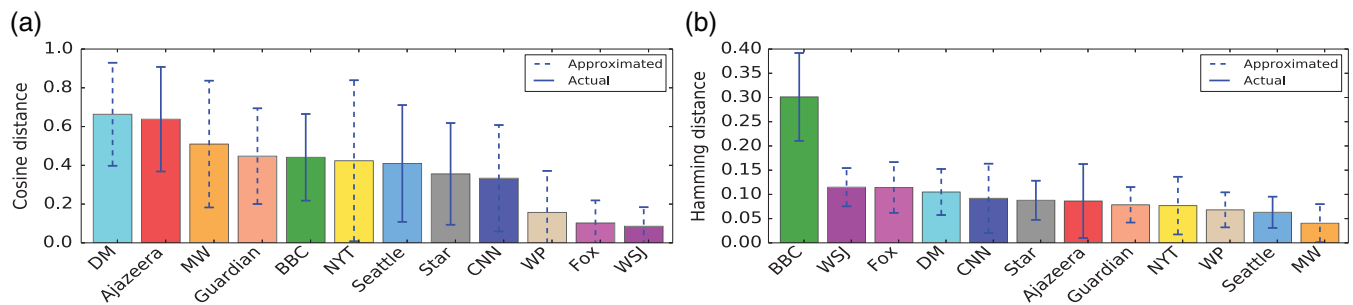 (a)
Cosine distance
1.0
0.8
0.6
0.4
0.2
0.0
Approximated
Actual
DM
Ajazeera
MW
Guardian
BBC
NYT
Seattle
Star
CNN
WP
Fox
WSJ
(b)
Hamming distance
0.40
0.35
0.30
0.25
0.20
0.15
0.10
0.05
0.00
Approximated
Actual
BBC
WSJ
Fox
DM
CNN
Star
Ajazeera
Guardian
NYT
WP
Seattle
MW